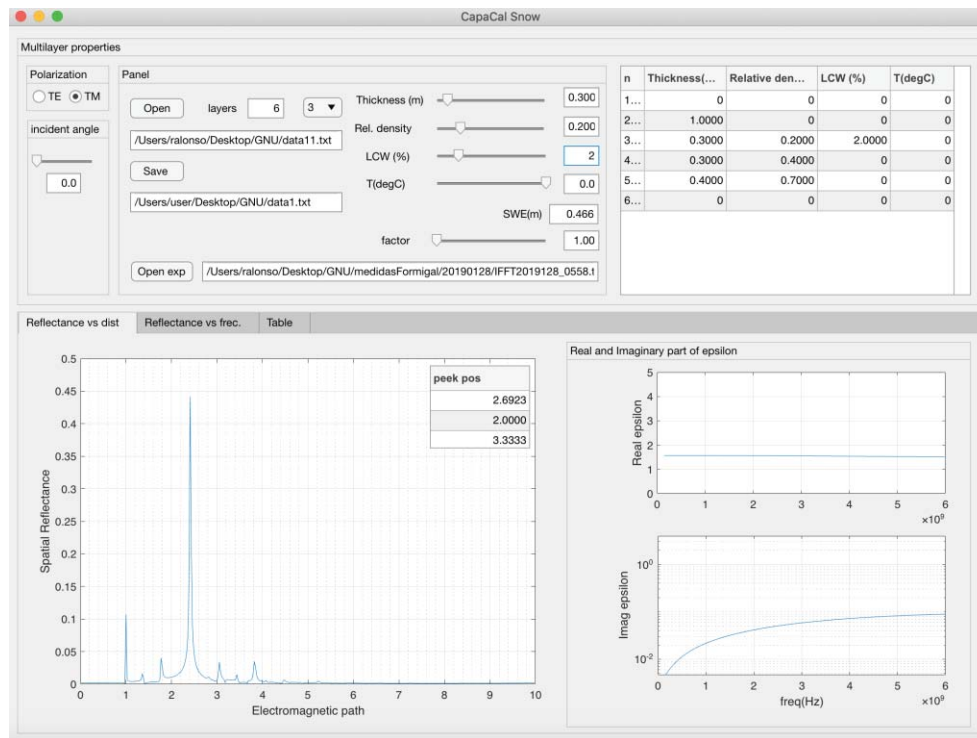 CapaCal Snow
Multilayer properties
Polarization
TE TM
incident angle
0.0
Panel
Open layers 6 3
/Users/ralonso/Desktop/GNU/data11.txt
Save
/Users/user/Desktop/GNU/data1.txt
Thickness (m) 0.300
Rel. density 0.200
LCW (%) 2
T(degC) 0.0
SWE(m) 0.466
factor 1.00
Open exp /Users/ralonso/Desktop/GNU/medidasFormigal/20190128/IFFT2019128_0558.t
n Thickness(... Relative den... LCW (%) T(degC)
1... 0 0 0 0
2... 1.0000 0 0 0
3... 0.3000 0.2000 2.0000 0
4... 0.3000 0.4000 0 0
5... 0.4000 0.7000 0 0
6... 0 0 0 0
Reflectance vs dist Reflectance vs frec. Table
Spatial Reflectance
0.5
0.45
0.4
0.35
0.3
0.25
0.2
0.15
0.1
0.05
0
0 1 2 3 4 5 6 7 8 9 10
Electromagnetic path
peek pos
2.6923
2.0000
3.3333
Real and Imaginary part of epsilon
Real epsilon
5
4
3
2
1
0
0 1 2 3 4 5 6
×10⁹
Imag epsilon
10⁰
10⁻²
0 1 2 3 4 5 6
freq(Hz) ×10⁹